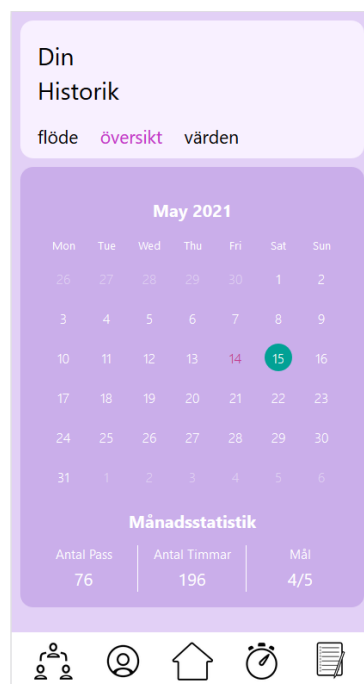 Din
Historik
flöde översikt värden
May 2021
Mon Tue Wed Thu Fri Sat Sun
26 27 28 29 30 1 2
3 4 5 6 7 8 9
10 11 12 13 14 15 16
17 18 19 20 21 22 23
24 25 26 27 28 29 30
31 1 2 3 4 5 6
Månadsstatistik
Antal Pass Antal Timmar Mål
76 196 4/5